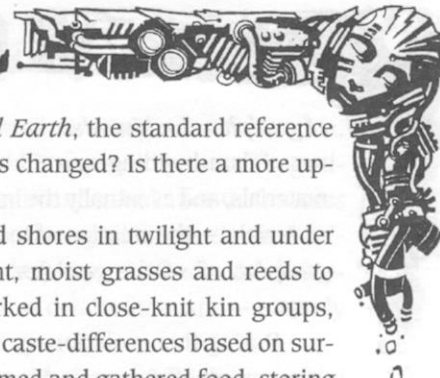 l Earth, the standard reference
s changed? Is there a more up-
d shores in twilight and under
nt, moist grasses and reeds to
rked in close-knit kin groups,
caste-differences based on sur-
med and gathered food, storing